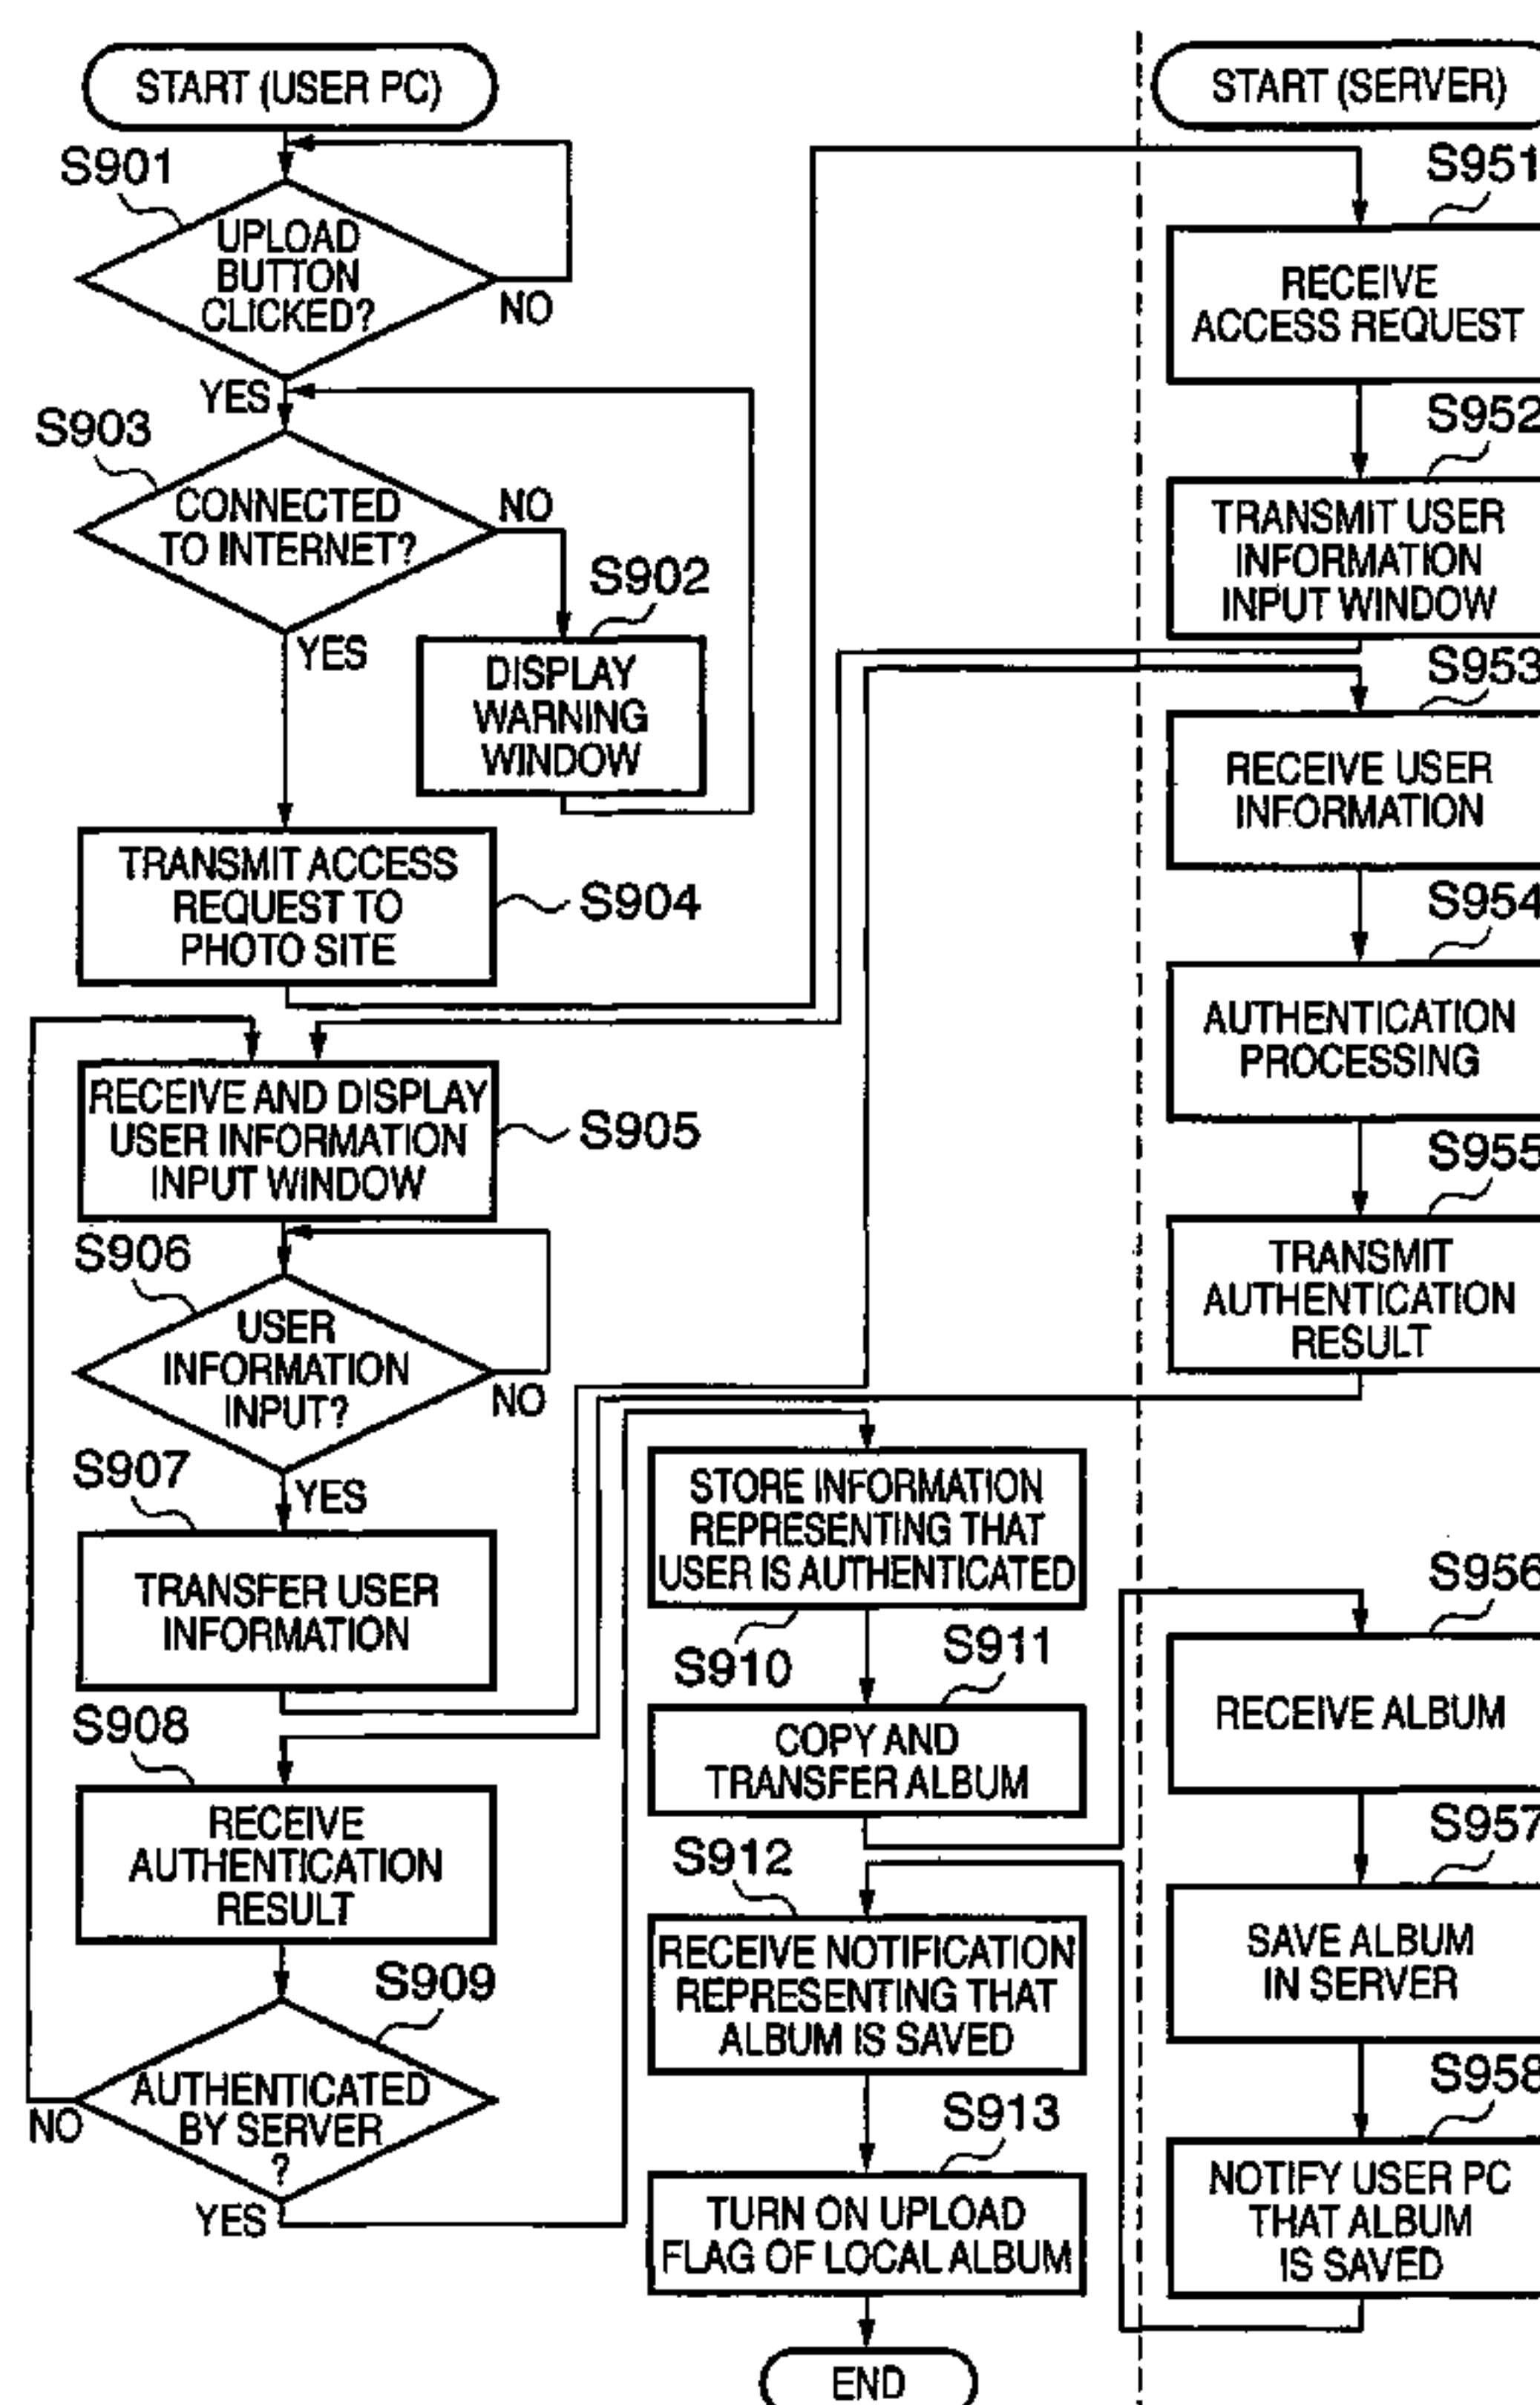 START (USER PC)
S901
UPLOAD
BUTTON
CLICKED?
NO
YES
S903
CONNECTED
TO INTERNET?
NO
YES
S902
DISPLAY
WARNING
WINDOW
TRANSMIT ACCESS
REQUEST TO
PHOTO SITE
S904
RECEIVE AND DISPLAY
USER INFORMATION
INPUT WINDOW
S905
S906
USER
INFORMATION
INPUT?
NO
YES
S907
TRANSFER USER
INFORMATION
S908
RECEIVE
AUTHENTICATION
RESULT
S909
AUTHENTICATED
BY SERVER
?
NO
YES
STORE INFORMATION
REPRESENTING THAT
USER IS AUTHENTICATED
S910
S911
COPY AND
TRANSFER ALBUM
S912
RECEIVE NOTIFICATION
REPRESENTING THAT
ALBUM IS SAVED
S913
TURN ON UPLOAD
FLAG OF LOCAL ALBUM
END
START (SERVER)
S951
RECEIVE
ACCESS REQUEST
S952
TRANSMIT USER
INFORMATION
INPUT WINDOW
S953
RECEIVE USER
INFORMATION
S954
AUTHENTICATION
PROCESSING
S955
TRANSMIT
AUTHENTICATION
RESULT
S956
RECEIVE ALBUM
S957
SAVE ALBUM
IN SERVER
S958
NOTIFY USER PC
THAT ALBUM
IS SAVED